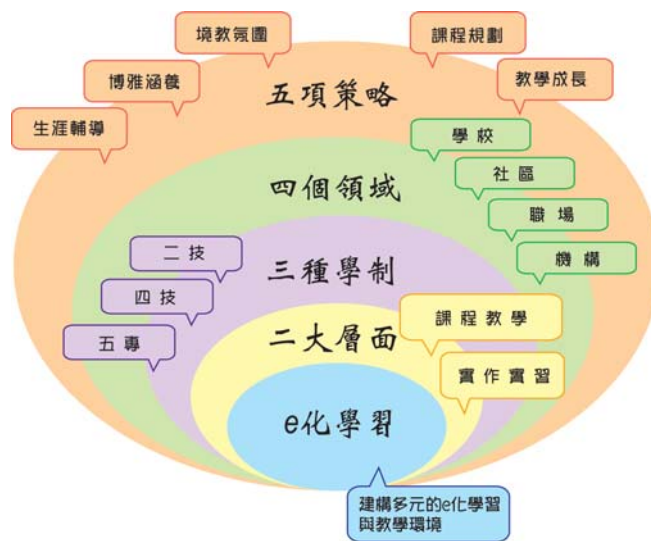 境教氛圍
課程規劃
博雅涵養
教學成長
生涯輔導
五項策略
學校
社區
職場
機構
四個領域
二技
四技
五專
三種學制
課程教學
實作實習
二大層面
e化學習
建構多元的e化學習
與教學環境